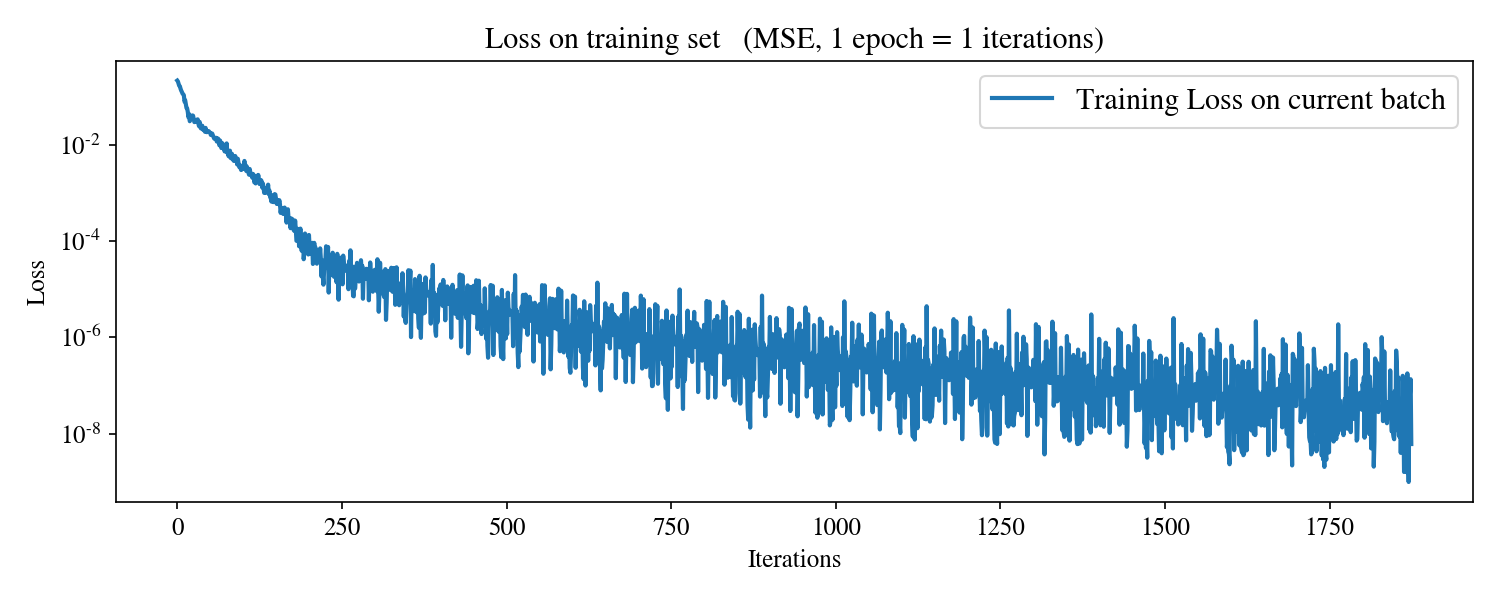 Loss on training set   (MSE, 1 epoch = 1 iterations)
Training Loss on current batch
Loss
10-2
10-4
10-6
10-8
0 250 500 750 1000 1250 1500 1750
Iterations